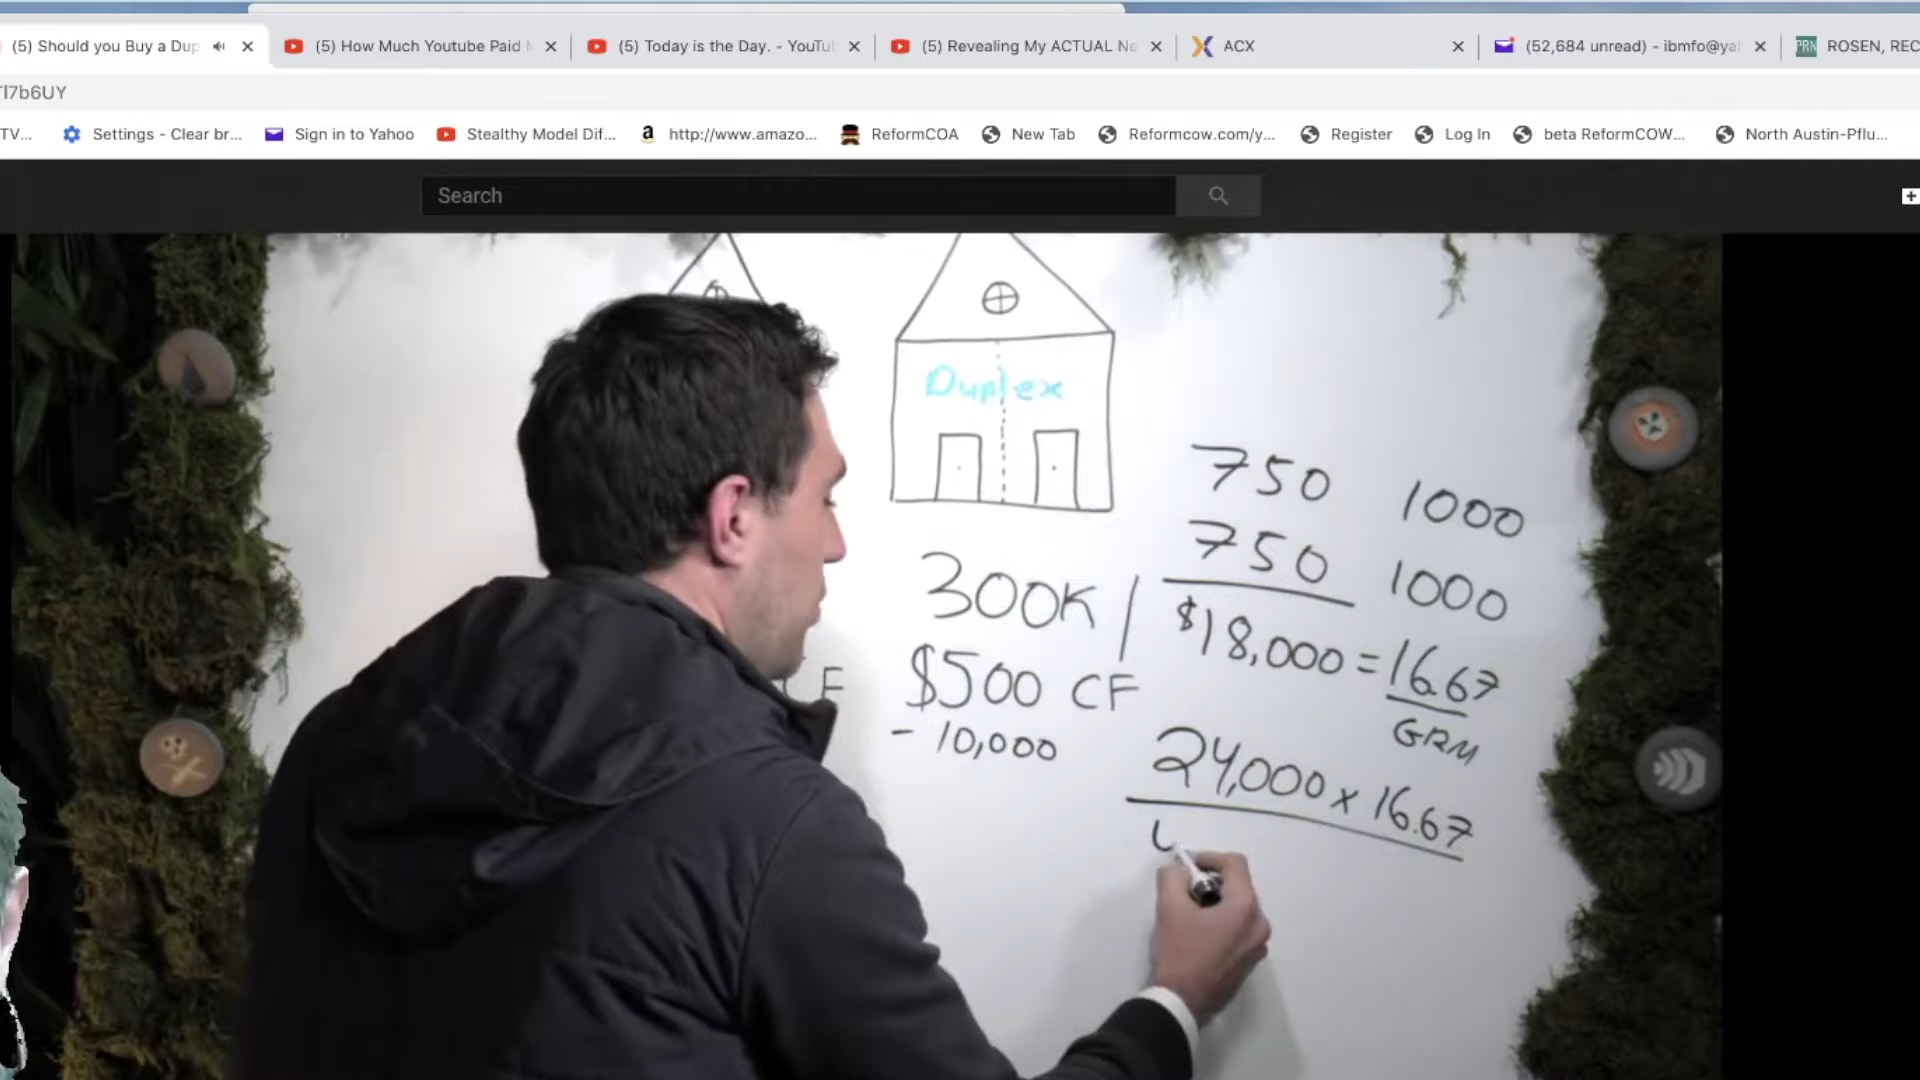 (5) Should you Buy a Dup
(5) How Much Youtube Paid
(5) Today is the Day. - YouTu
(5) Revealing My ACTUAL Ne
ACX
(52,684 unread) - ibmfo@ya
PRN
ROSEN, REC
l7b6UY
TV...
Settings - Clear br...
Sign in to Yahoo
Stealthy Model Dif...
http://www.amazo...
ReformCOA
New Tab
Reformcow.com/y...
Register
Log In
beta ReformCOW...
North Austin-Pflu...
Search
Duplex
300K /
$500 CF
- 10,000
CF
750
1000
750
1000
$18,000 = 16.67
GRM
24,000 x 16.67